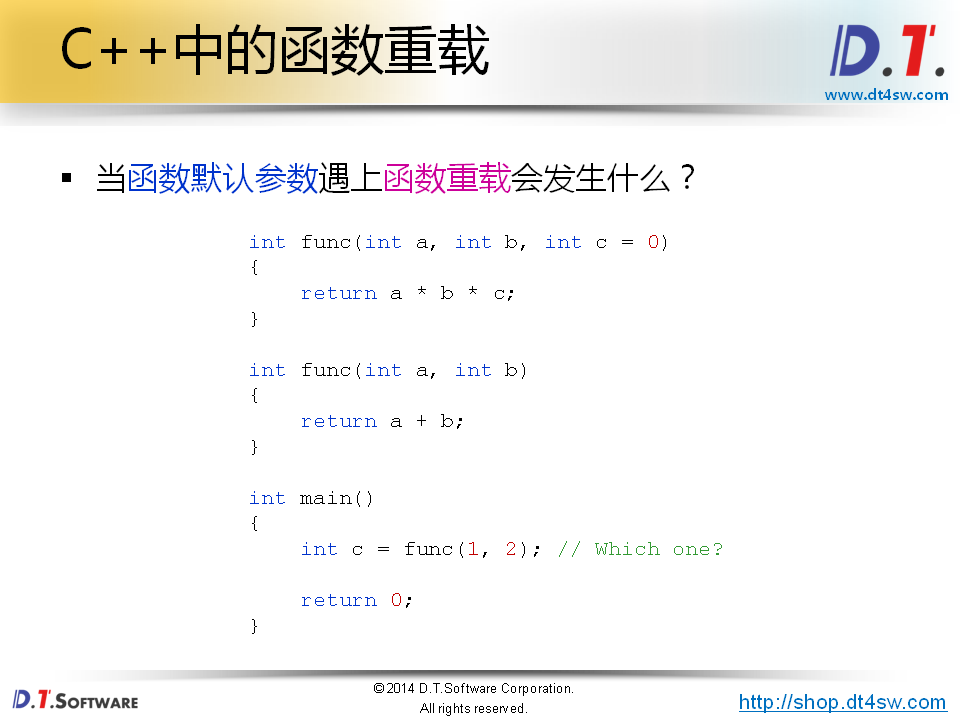 C++中的函数重载
D.T.
www.dt4sw.com
▪ 当函数默认参数遇上函数重载会发生什么？
int func(int a, int b, int c = 0)
{
    return a * b * c;
}
int func(int a, int b)
{
    return a + b;
}
int main()
{
    int c = func(1, 2); // Which one?
    return 0;
}
D.T.SOFTWARE
©2014 D.T.Software Corporation.
All rights reserved.
http://shop.dt4sw.com